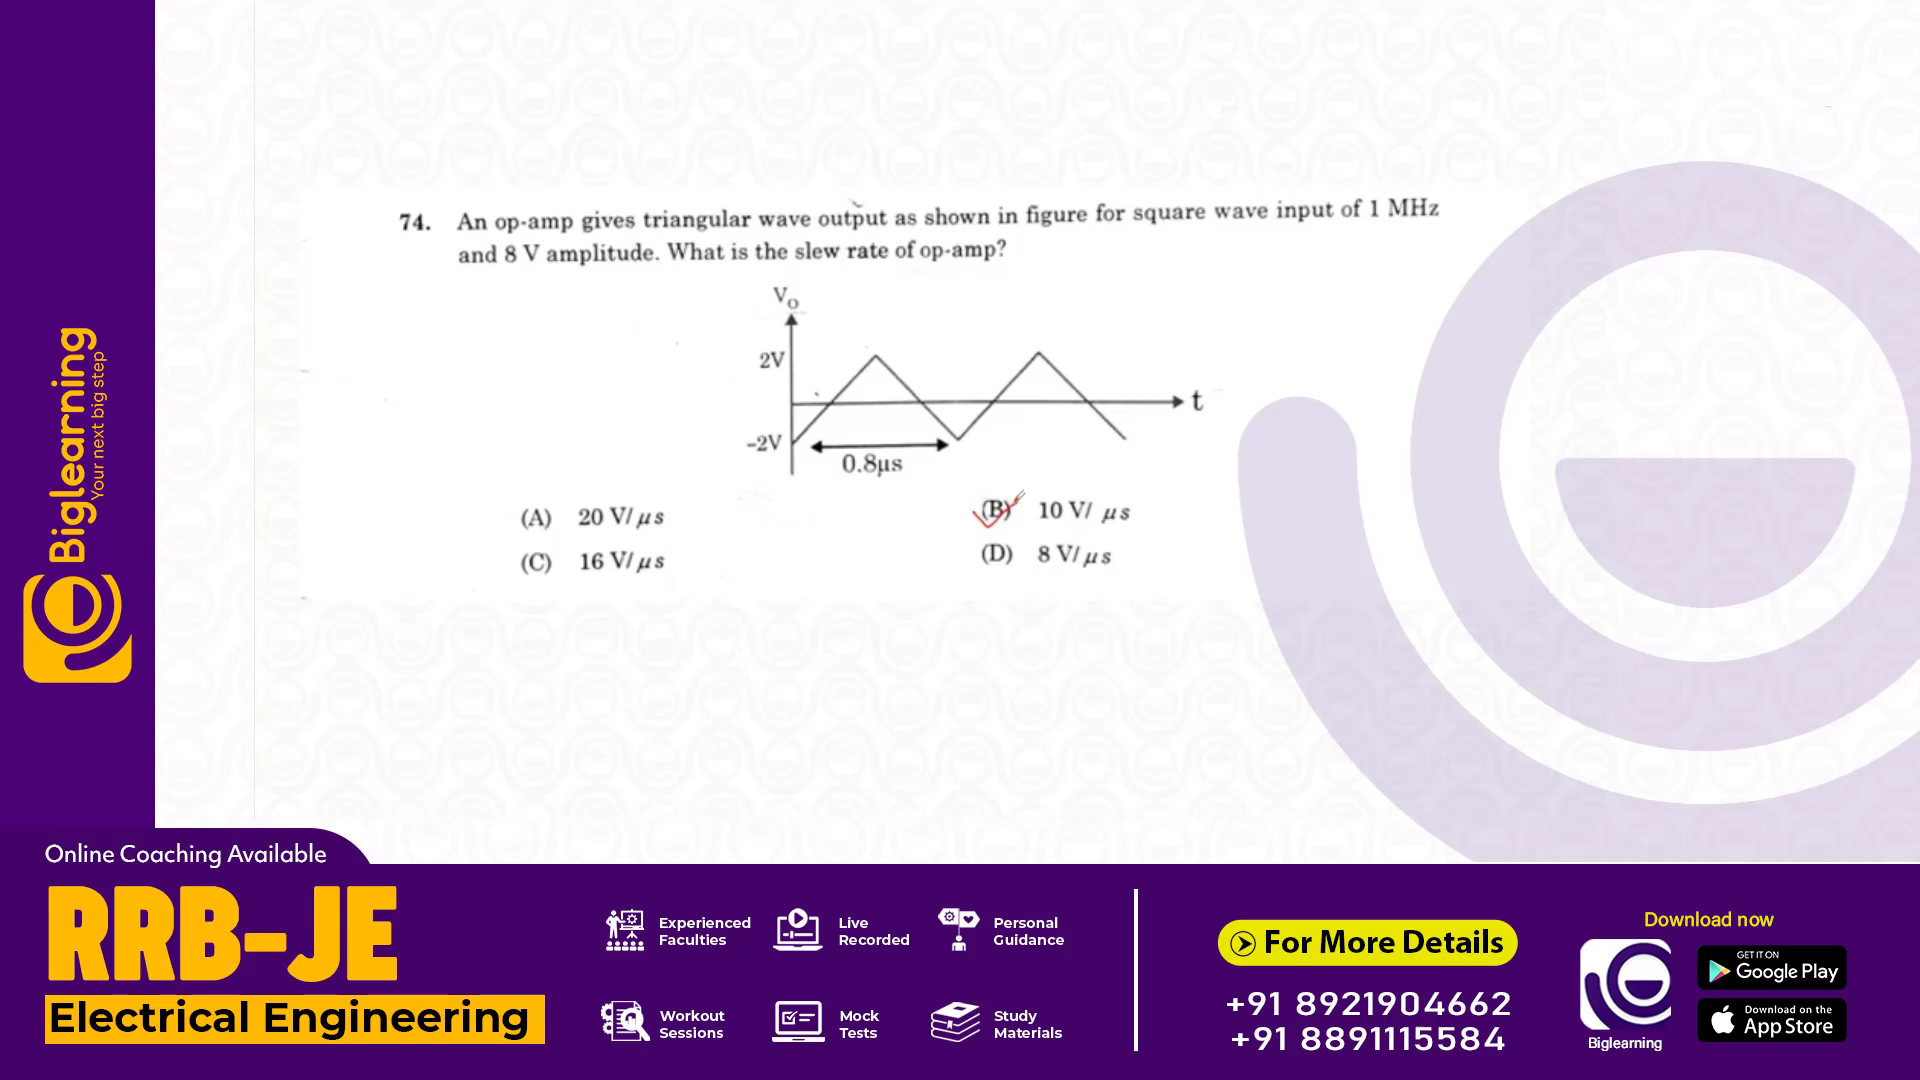 74. An op-amp gives triangular wave output as shown in figure for square wave input of 1 MHz
and 8 V amplitude. What is the slew rate of op-amp?
V₀
2V
t
-2V
0.8μs
(A) 20 V/μs
(B) 10 V/ μs
(C) 16 V/μs
(D) 8 V/μs
Biglearning
Your next big step
Online Coaching Available
RRB-JE
Electrical Engineering
Experienced
Faculties
Live
Recorded
Personal
Guidance
Workout
Sessions
Mock
Tests
Study
Materials
For More Details
+91 8921904662
+91 8891115584
Download now
Biglearning
GET IT ON
Google Play
Download on the
App Store